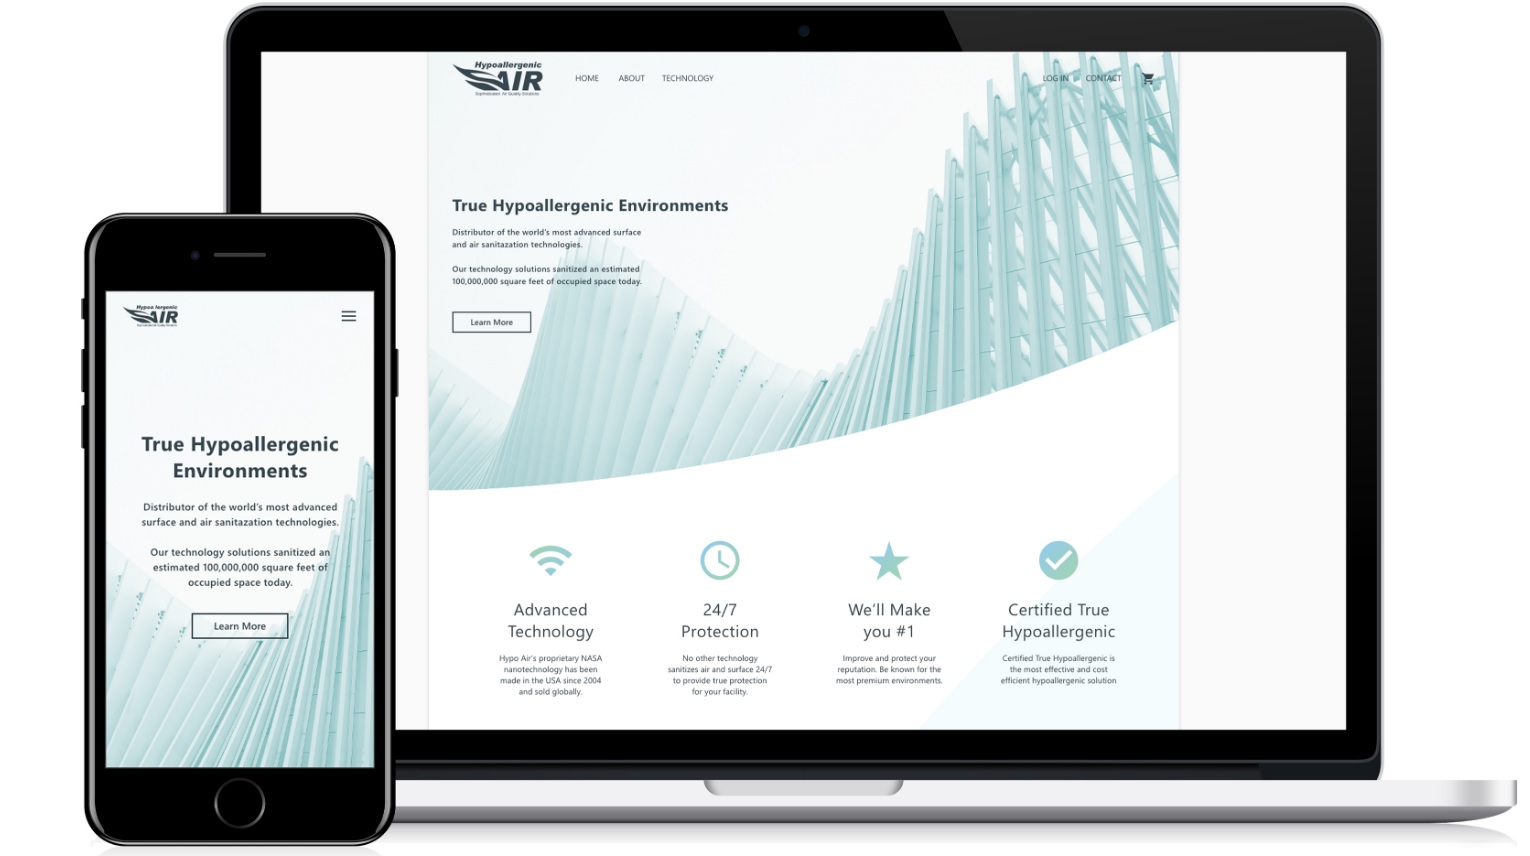 Hypoallergenic
AIR
HOME ABOUT TECHNOLOGY
LOG IN CONTACT
True Hypoallergenic Environments
Distributor of the world's most advanced surface
and air sanitazation technologies.
Our technology solutions sanitized an estimated
100,000,000 square feet of occupied space today.
Learn More
Advanced
Technology
Hypo Air's proprietary NASA
nanotechnology has been
made in the USA since 2004
and sold globally.
24/7
Protection
No other technology
sanitizes air and surface 24/7
to provide true protection
for your facility.
We'll Make
you #1
Improve and protect your
reputation. Be known for the
most premium environments.
Certified True
Hypoallergenic
Certified True Hypoallergenic is
the most effective and cost
efficient hypoallergenic solution
AIR
True Hypoallergenic
Environments
Distributor of the world's most advanced
surface and air sanitazation technologies.
Our technology solutions sanitized an
estimated 100,000,000 square feet of
occupied space today.
Learn More